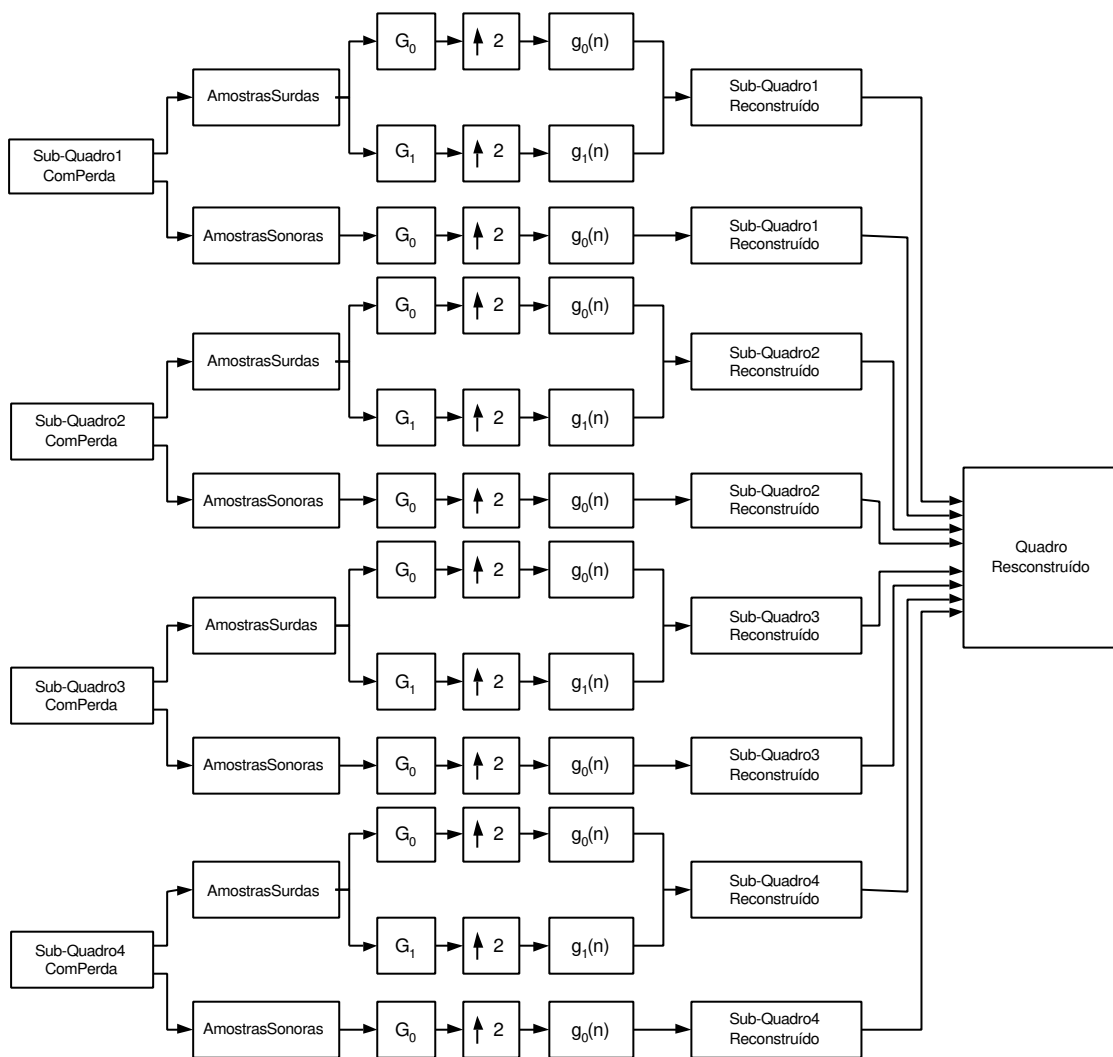 G₀ ↑ 2 g₀(n)
AmostrasSurdas
Sub-Quadro1
Reconstruído
Sub-Quadro1
ComPerda
G₁ ↑ 2 g₁(n)
AmostrasSonoras G₀ ↑ 2 g₀(n)
Sub-Quadro1
Reconstruído
G₀ ↑ 2 g₀(n)
AmostrasSurdas
Sub-Quadro2
Reconstruído
Sub-Quadro2
ComPerda
G₁ ↑ 2 g₁(n)
AmostrasSonoras G₀ ↑ 2 g₀(n)
Sub-Quadro2
Reconstruído
G₀ ↑ 2 g₀(n)
AmostrasSurdas
Sub-Quadro3
Reconstruído
Sub-Quadro3
ComPerda
G₁ ↑ 2 g₁(n)
AmostrasSonoras G₀ ↑ 2 g₀(n)
Sub-Quadro3
Reconstruído
G₀ ↑ 2 g₀(n)
AmostrasSurdas
Sub-Quadro4
Reconstruído
Sub-Quadro4
ComPerda
G₁ ↑ 2 g₁(n)
AmostrasSonoras G₀ ↑ 2 g₀(n)
Sub-Quadro4
Reconstruído
Quadro
Resconstruído